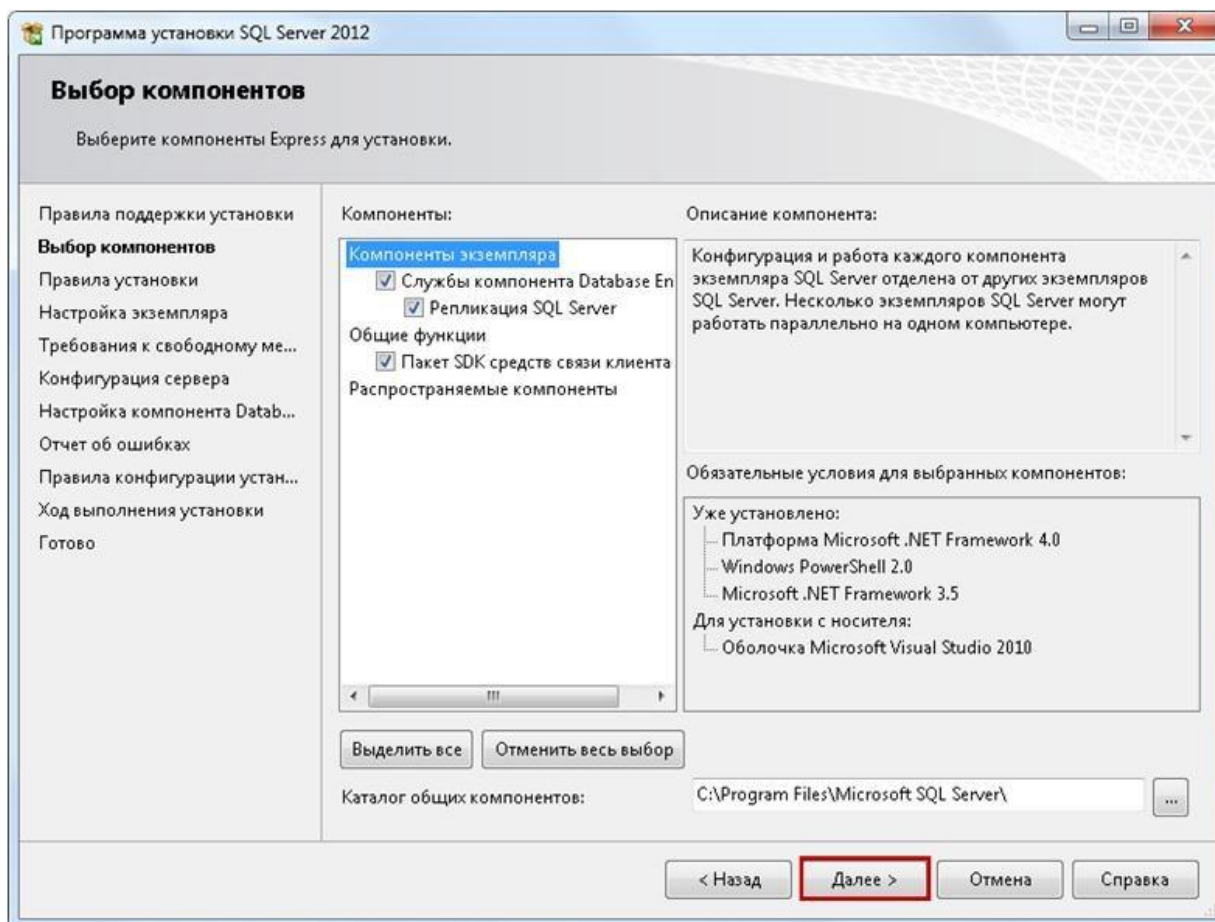 Программа установки SQL Server 2012
Выбор компонентов
Выберите компоненты Express для установки.
Правила поддержки установки
Выбор компонентов
Правила установки
Настройка экземпляра
Требования к свободному ме...
Конфигурация сервера
Настройка компонента Datab...
Отчет об ошибках
Правила конфигурации устан...
Ход выполнения установки
Готово
Компоненты:
Компоненты экземпляра
Службы компонента Database En
Репликация SQL Server
Общие функции
Пакет SDK средств связи клиента
Распространяемые компоненты
Описание компонента:
Конфигурация и работа каждого компонента
экземпляра SQL Server отделена от других экземпляров
SQL Server. Несколько экземпляров SQL Server могут
работать параллельно на одном компьютере.
Обязательные условия для выбранных компонентов:
Уже установлено:
Платформа Microsoft .NET Framework 4.0
Windows PowerShell 2.0
Microsoft .NET Framework 3.5
Для установки с носителя:
Оболочка Microsoft Visual Studio 2010
Выделить все
Отменить весь выбор
Каталог общих компонентов:
C:\Program Files\Microsoft SQL Server\
...
< Назад
Далее >
Отмена
Справка